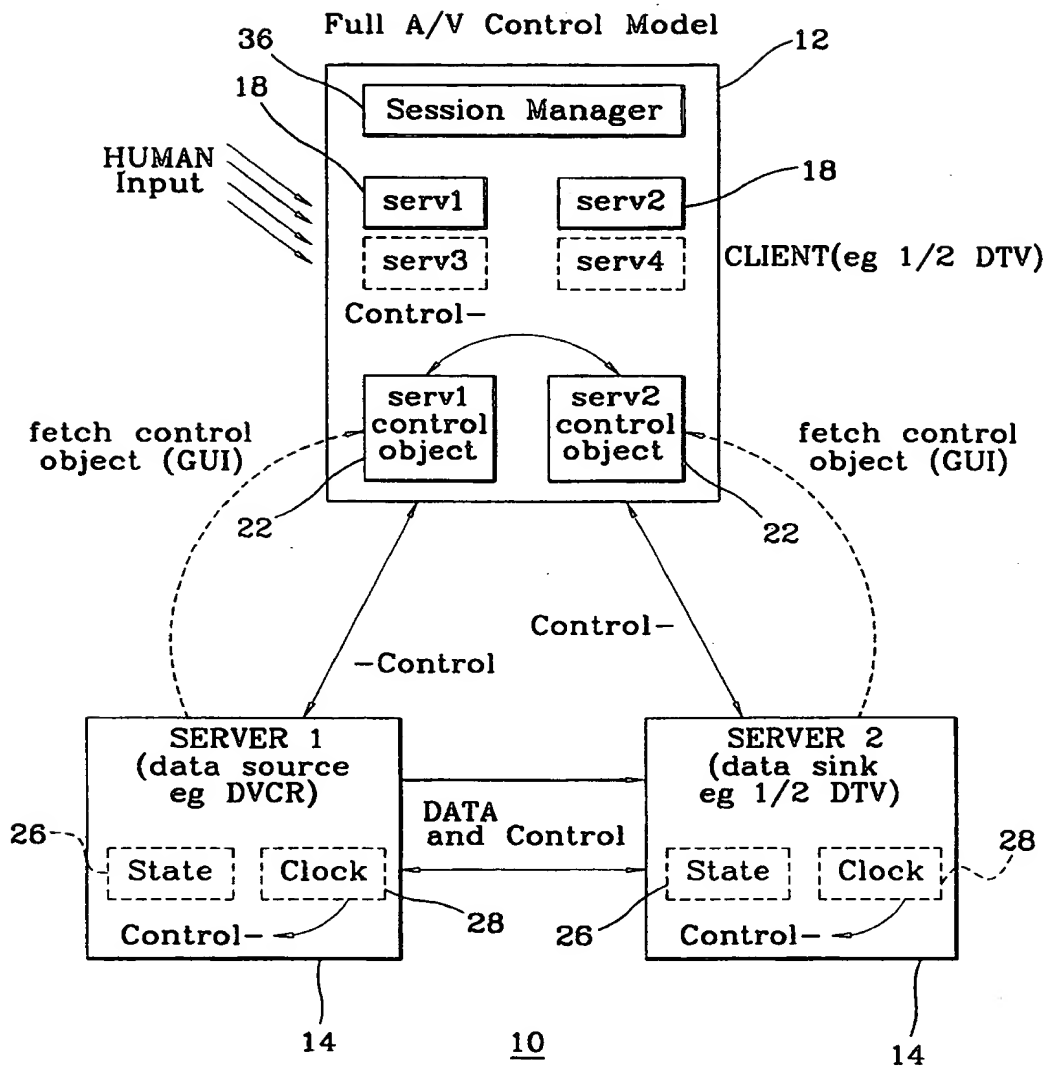 Full A/V Control Model
36
12
Session Manager
18
HUMAN
Input
serv1
serv2
18
serv3
serv4
CLIENT(eg 1/2 DTV)
Control-
serv1
control
object
serv2
control
object
fetch control
object (GUI)
fetch control
object (GUI)
22
22
Control-
-Control
SERVER 1
(data source
eg DVCR)
SERVER 2
(data sink
eg 1/2 DTV)
DATA
and Control
26
State
Clock
28
State
Clock
28
26
Control-
Control-
14
10
14